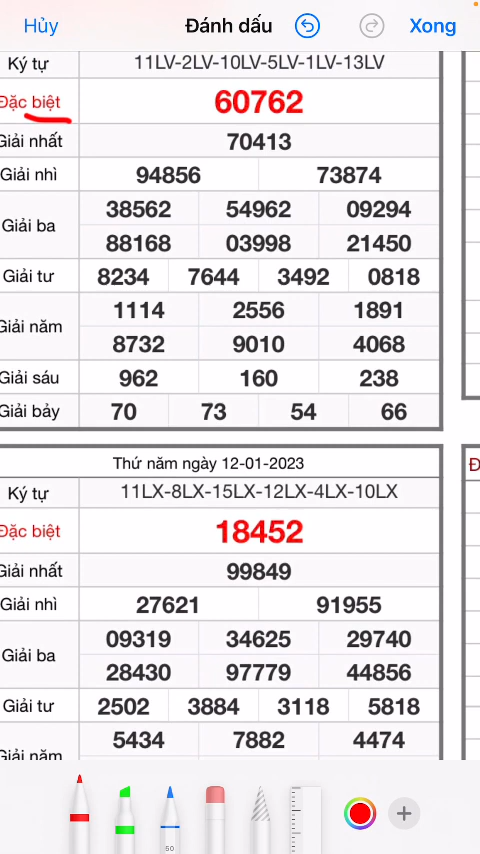 Hủy Đánh dấu Xong
Ký tự 11LV-2LV-10LV-5LV-1LV-13LV
Đặc biệt 60762
Giải nhất 70413
Giải nhì 94856 73874
Giải ba 38562 54962 09294
88168 03998 21450
Giải tư 8234 7644 3492 0818
Giải năm 1114 2556 1891
8732 9010 4068
Giải sáu 962 160 238
Giải bảy 70 73 54 66
Thứ năm ngày 12-01-2023
Đ
Ký tự 11LX-8LX-15LX-12LX-4LX-10LX
Đặc biệt 18452
Giải nhất 99849
Giải nhì 27621 91955
Giải ba 09319 34625 29740
28430 97779 44856
Giải tư 2502 3884 3118 5818
Giải năm 5434 7882 4474
50